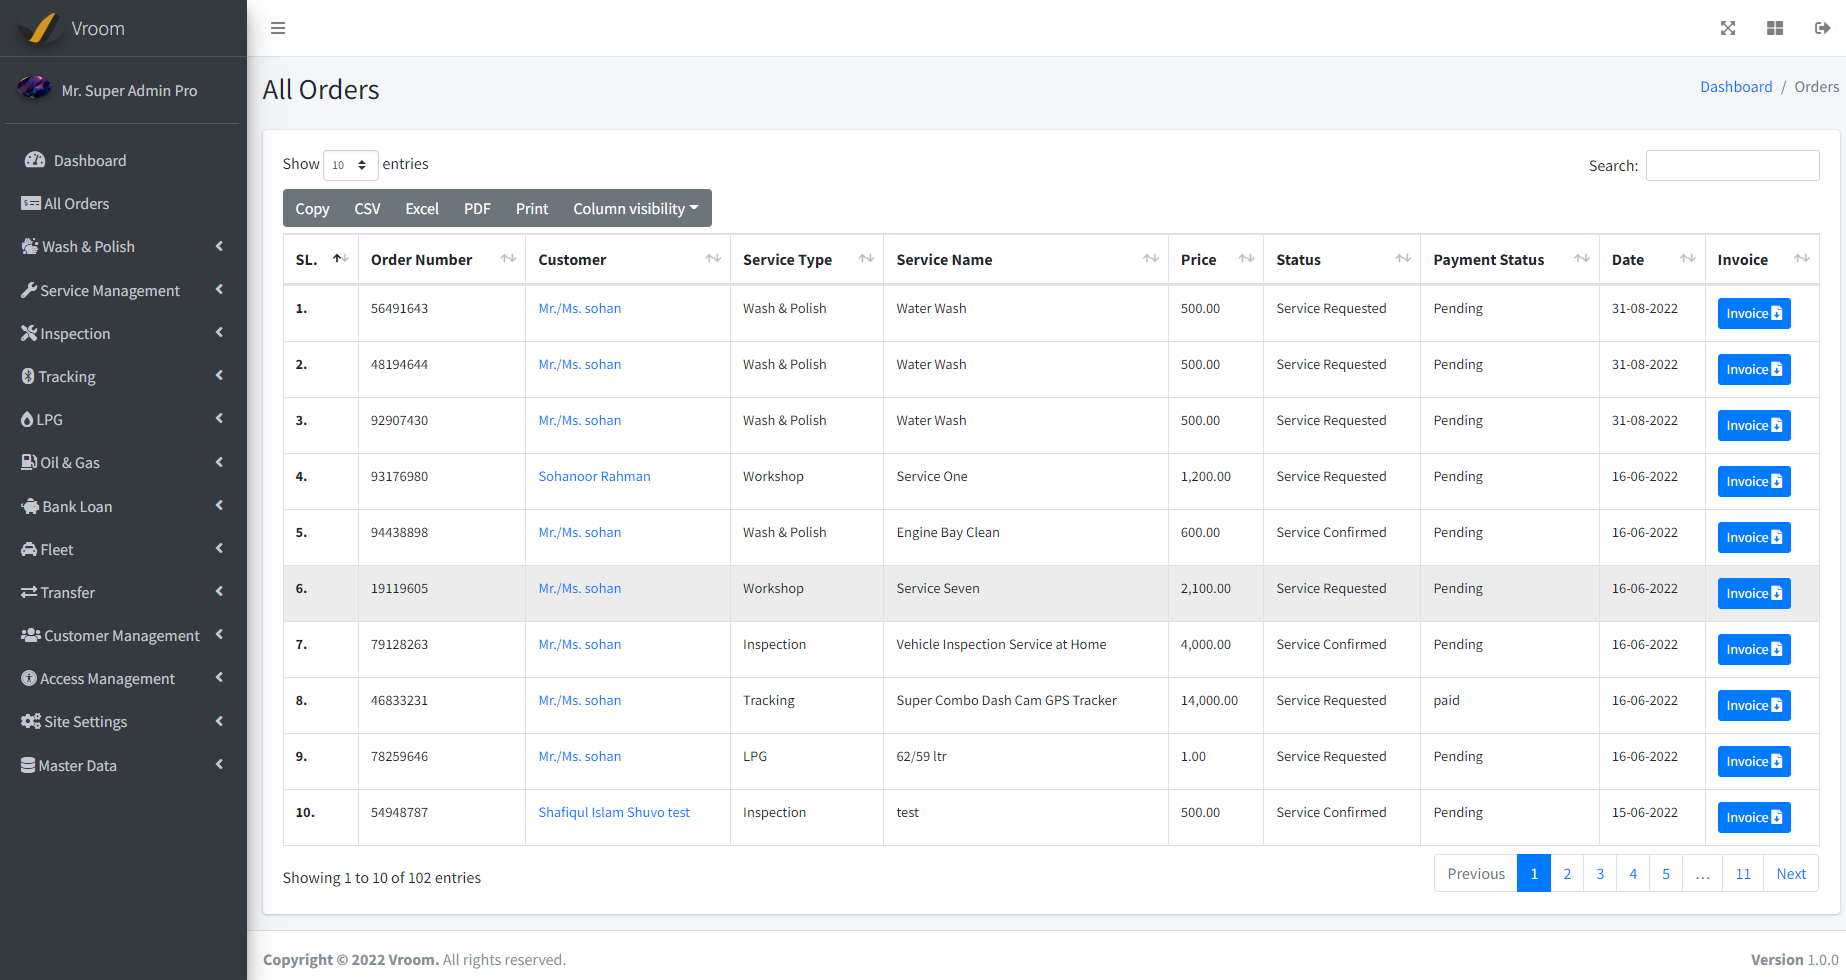 Vroom
Mr. Super Admin Pro
Dashboard
All Orders
Wash & Polish
Service Management
Inspection
Tracking
LPG
Oil & Gas
Bank Loan
Fleet
Transfer
Customer Management
Access Management
Site Settings
Master Data
All Orders
Dashboard / Orders
Show 10 entries
Search:
Copy CSV Excel PDF Print Column visibility
SL. Order Number Customer Service Type Service Name Price Status Payment Status Date Invoice
1. 56491643 Mr./Ms. sohan Wash & Polish Water Wash 500.00 Service Requested Pending 31-08-2022 Invoice
2. 48194644 Mr./Ms. sohan Wash & Polish Water Wash 500.00 Service Requested Pending 31-08-2022 Invoice
3. 92907430 Mr./Ms. sohan Wash & Polish Water Wash 500.00 Service Requested Pending 31-08-2022 Invoice
4. 93176980 Sohanoor Rahman Workshop Service One 1,200.00 Service Requested Pending 16-06-2022 Invoice
5. 94438898 Mr./Ms. sohan Wash & Polish Engine Bay Clean 600.00 Service Confirmed Pending 16-06-2022 Invoice
6. 19119605 Mr./Ms. sohan Workshop Service Seven 2,100.00 Service Requested Pending 16-06-2022 Invoice
7. 79128263 Mr./Ms. sohan Inspection Vehicle Inspection Service at Home 4,000.00 Service Confirmed Pending 16-06-2022 Invoice
8. 46833231 Mr./Ms. sohan Tracking Super Combo Dash Cam GPS Tracker 14,000.00 Service Requested paid 16-06-2022 Invoice
9. 78259646 Mr./Ms. sohan LPG 62/59 ltr 1.00 Service Requested Pending 16-06-2022 Invoice
10. 54948787 Shafiqul Islam Shuvo test Inspection test 500.00 Service Confirmed Pending 15-06-2022 Invoice
Showing 1 to 10 of 102 entries
Previous 1 2 3 4 5 … 11 Next
Copyright © 2022 Vroom. All rights reserved.
Version 1.0.0